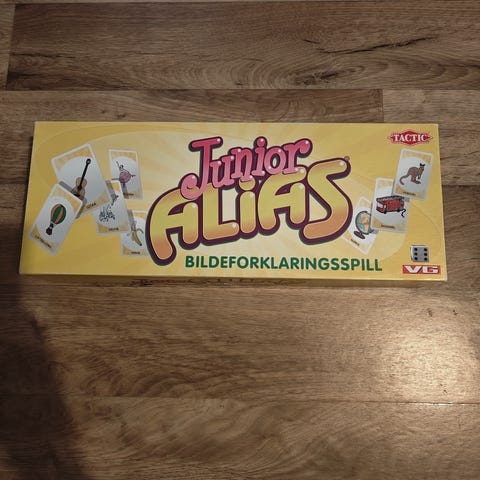 Junior
ALiAS
BILDEFORKLARINGSSPILL
TACTIC
VG